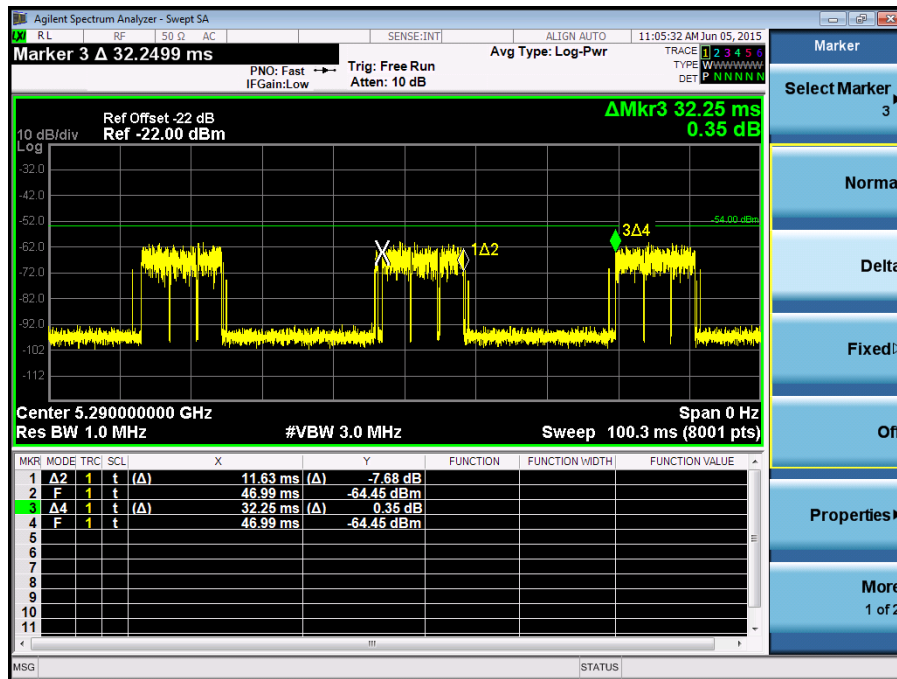 Agilent Spectrum Analyzer - Swept SA
LXI RL RF 50 Ω AC SENSE:INT ALIGN AUTO 11:05:32 AM Jun 05, 2015
Marker 3 Δ 32.2499 ms
PNO: Fast
IFGain:Low
Trig: Free Run
Atten: 10 dB
Avg Type: Log-Pwr
TRACE 1 2 3 4 5 6
TYPE WWWWWW
DET P N N N N N
Ref Offset -22 dB
10 dB/div Ref -22.00 dBm
Log
ΔMkr3 32.25 ms
0.35 dB
-32.0
-42.0
-52.0
-54.00 dBm
-62.0
-72.0
-82.0
-92.0
-102
-112
1Δ2
3Δ4
Center 5.290000000 GHz Span 0 Hz
Res BW 1.0 MHz #VBW 3.0 MHz Sweep 100.3 ms (8001 pts)
MKR MODE TRC SCL X Y FUNCTION FUNCTION WIDTH FUNCTION VALUE
1 Δ2 1 t (Δ) 11.63 ms (Δ) -7.68 dB
2 F 1 t 46.99 ms -64.45 dBm
3 Δ4 1 t (Δ) 32.25 ms (Δ) 0.35 dB
4 F 1 t 46.99 ms -64.45 dBm
5
6
7
8
9
10
11
MSG STATUS
Marker
Select Marker
3
Norma
Delta
Fixed
Of
Properties
More
1 of 2